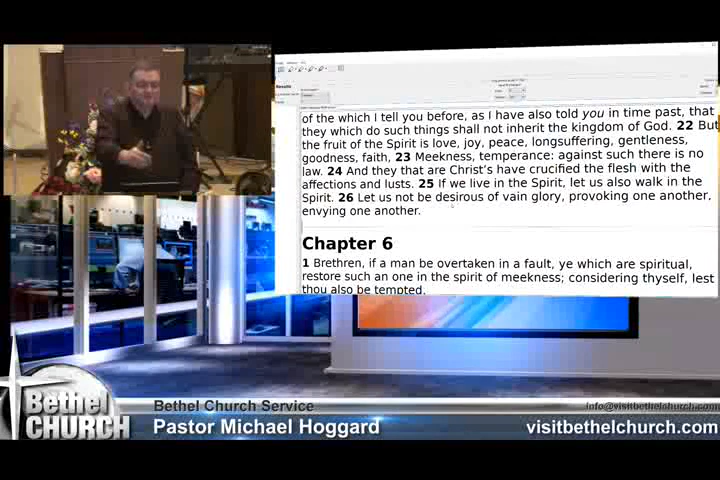 Results
of the which I tell you before, as I have also told you in time past, that
they which do such things shall not inherit the kingdom of God. 22 But
the fruit of the Spirit is love, joy, peace, longsuffering, gentleness,
goodness, faith, 23 Meekness, temperance: against such there is no
law. 24 And they that are Christ's have crucified the flesh with the
affections and lusts. 25 If we live in the Spirit, let us also walk in the
Spirit. 26 Let us not be desirous of vain glory, provoking one another,
envying one another.
Chapter 6
1 Brethren, if a man be overtaken in a fault, ye which are spiritual,
restore such an one in the spirit of meekness; considering thyself, lest
thou also be tempted.
Bethel
CHURCH
Bethel Church Service
info@visitbethelchurch.com
Pastor Michael Hoggard
visitbethelchurch.com